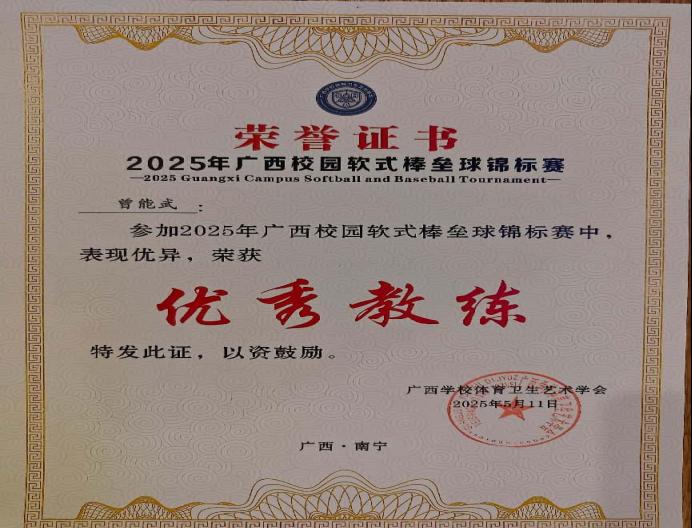 荣誉证书
2025年广西校园软式棒垒球锦标赛
—2025 Guangxi Campus Softball and Baseball Tournament—
曾能武：
参加2025年广西校园软式棒垒球锦标赛中，
表现优异，荣获
优秀教练
特发此证，以资鼓励。
广西学校体育卫生艺术学会
2025年5月11日
广西·南宁